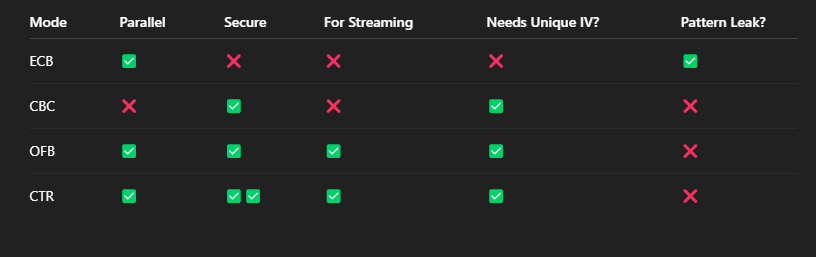 Mode Parallel Secure For Streaming Needs Unique IV? Pattern Leak?
ECB ✅ ❌ ❌ ❌ ✅
CBC ❌ ✅ ❌ ✅ ❌
OFB ✅ ✅ ✅ ✅ ❌
CTR ✅ ✅✅ ✅ ✅ ❌